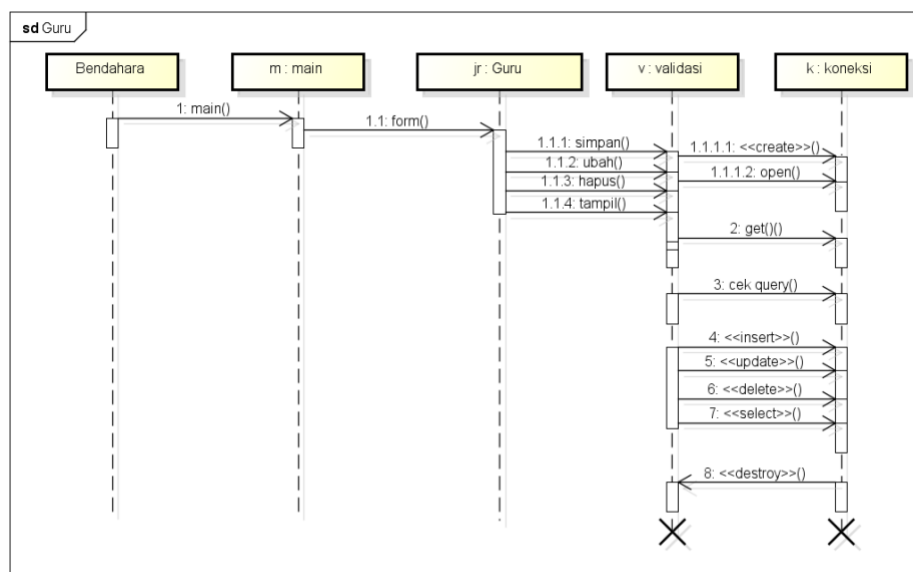 sd Guru
Bendahara
m : main
jr : Guru
v : validasi
k : koneksi
1: main()
1.1: form()
1.1.1: simpan()
1.1.1.1: <<create>>()
1.1.2: ubah()
1.1.1.2: open()
1.1.3: hapus()
1.1.4: tampil()
2: get()()
3: cek query()
4: <<insert>>()
5: <<update>>()
6: <<delete>>()
7: <<select>>()
8: <<destroy>>()